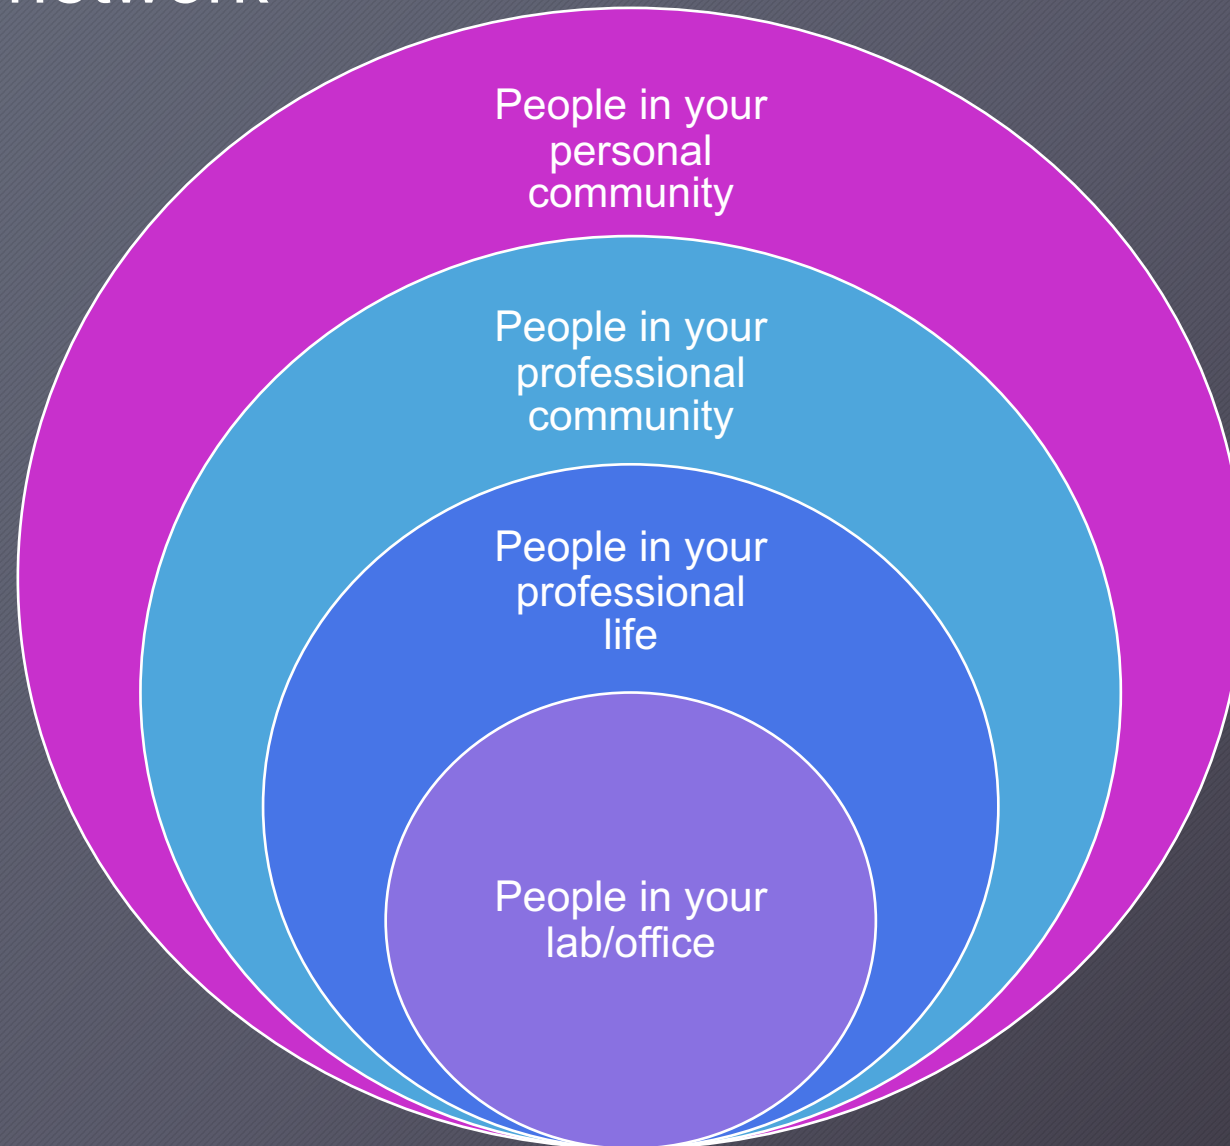 network
People in your
personal
community
People in your
professional
community
People in your
professional
life
People in your
lab/office